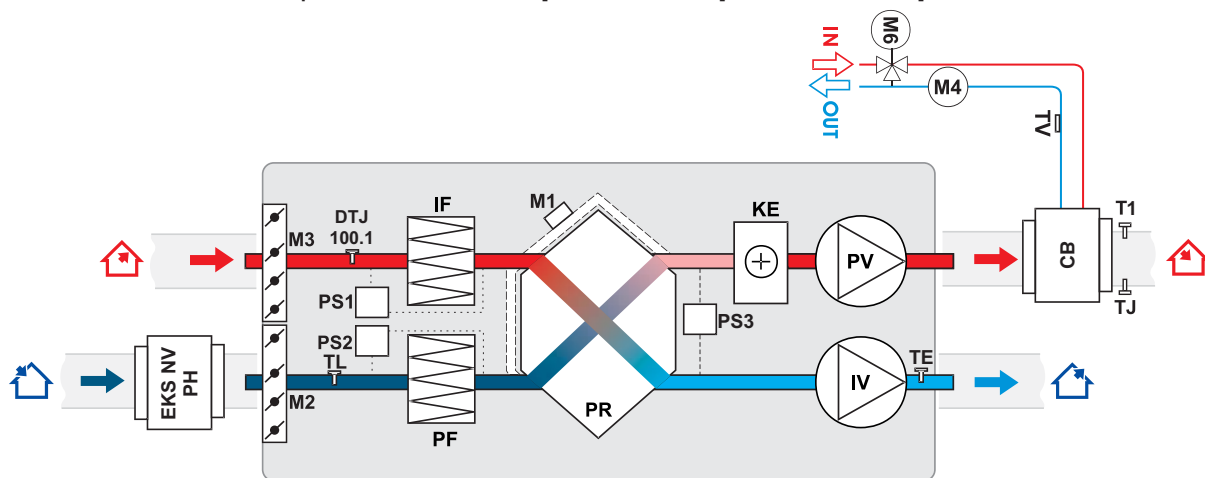 IN
M6
OUT
M4
TV
M3
DTJ
100.1
IF
M1
KE
PV
CB
T1
TJ
PS1
PS2
PS3
EKS NV
PH
TL
M2
PF
PR
IV
TE